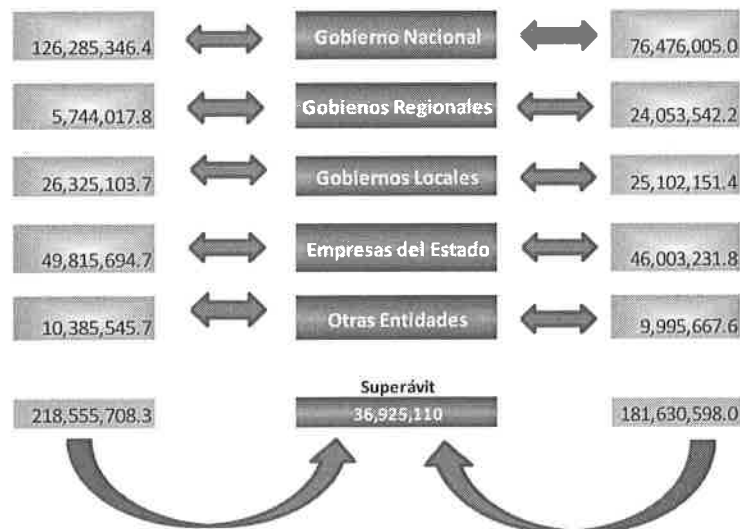 126,285,346.4 Gobierno Nacional 76,476,005.0
5,744,017.8 Gobienos Regionales 24,053,542.2
26,325,103.7 Gobiernos Locales 25,102,151.4
49,815,694.7 Empresas del Estado 46,003,231.8
10,385,545.7 Otras Entidades 9,995,667.6
Superávit
218,555,708.3 36,925,110 181,630,598.0